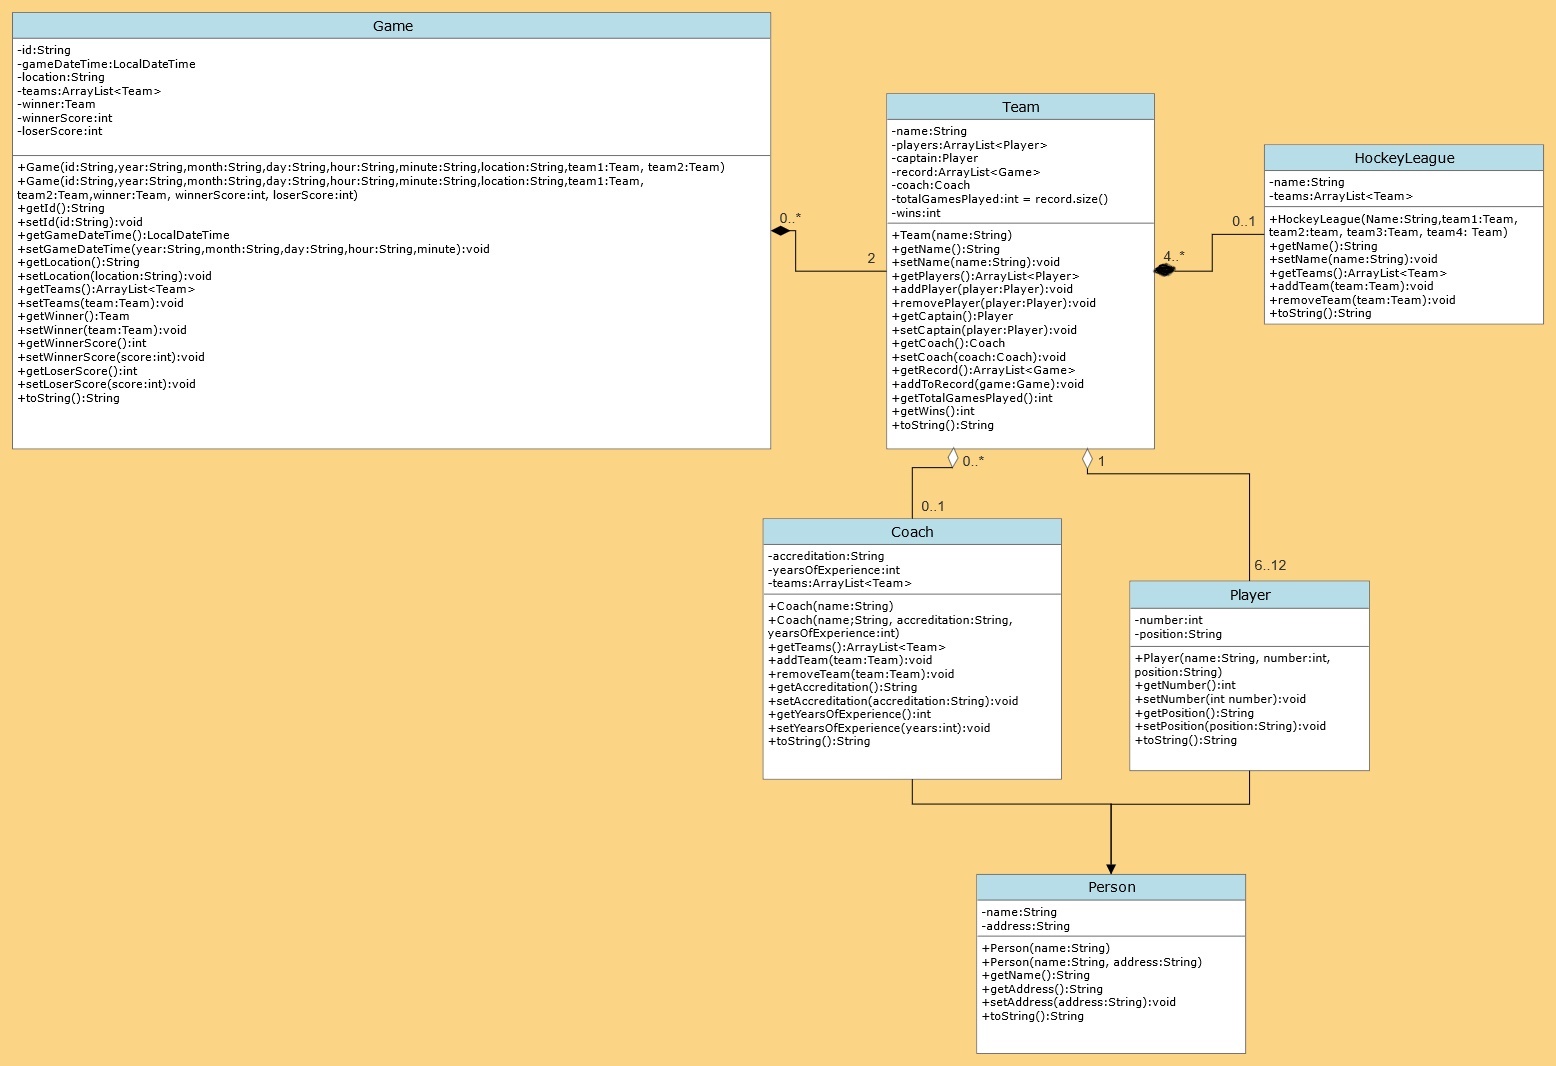 Game
-id:String
-gameDateTime:LocalDateTime
-location:String
-teams:ArrayList<Team>
-winner:Team
-winnerScore:int
-loserScore:int
+Game(id:String,year:String,month:String,day:String,hour:String,minute:String,location:String,team1:Team, team2:Team)
+Game(id:String,year:String,month:String,day:String,hour:String,minute:String,location:String,team1:Team,
team2:Team,winner:Team, winnerScore:int, loserScore:int)
+getId():String
+setId(id:String):void
+getGameDateTime():LocalDateTime
+setGameDateTime(year:String,month:String,day:String,hour:String,minute):void
+getLocation():String
+setLocation(location:String):void
+getTeams():ArrayList<Team>
+setTeams(team:Team):void
+getWinner():Team
+setWinner(team:Team):void
+getWinnerScore():int
+setWinnerScore(score:int):void
+getLoserScore():int
+setLoserScore(score:int):void
+toString():String
0..*
2
Team
-name:String
-players:ArrayList<Player>
-captain:Player
-record:ArrayList<Game>
-coach:Coach
-totalGamesPlayed:int = record.size()
-wins:int
+Team(name:String)
+getName():String
+setName(name:String):void
+getPlayers():ArrayList<Player>
+addPlayer(player:Player):void
+removePlayer(player:Player):void
+getCaptain():Player
+setCaptain(player:Player):void
+getCoach():Coach
+setCoach(coach:Coach):void
+getRecord():ArrayList<Game>
+addToRecord(game:Game):void
+getTotalGamesPlayed():int
+getWins():int
+toString():String
4..*
0..1
HockeyLeague
-name:String
-teams:ArrayList<Team>
+HockeyLeague(Name:String,team1:Team,
team2:team, team3:Team, team4: Team)
+getName():String
+setName(name:String):void
+getTeams():ArrayList<Team>
+addTeam(team:Team):void
+removeTeam(team:Team):void
+toString():String
0..*
1
0..1
6..12
Coach
-accreditation:String
-yearsOfExperience:int
-teams:ArrayList<Team>
+Coach(name:String)
+Coach(name;String, accreditation:String,
yearsOfExperience:int)
+getTeams():ArrayList<Team>
+addTeam(team:Team):void
+removeTeam(team:Team):void
+getAccreditation():String
+setAccreditation(accreditation:String):void
+getYearsOfExperience():int
+setYearsOfExperience(years:int):void
+toString():String
Player
-number:int
-position:String
+Player(name:String, number:int,
position:String)
+getNumber():int
+setNumber(int number):void
+getPosition():String
+setPosition(position:String):void
+toString():String
Person
-name:String
-address:String
+Person(name:String)
+Person(name:String, address:String)
+getName():String
+getAddress():String
+setAddress(address:String):void
+toString():String